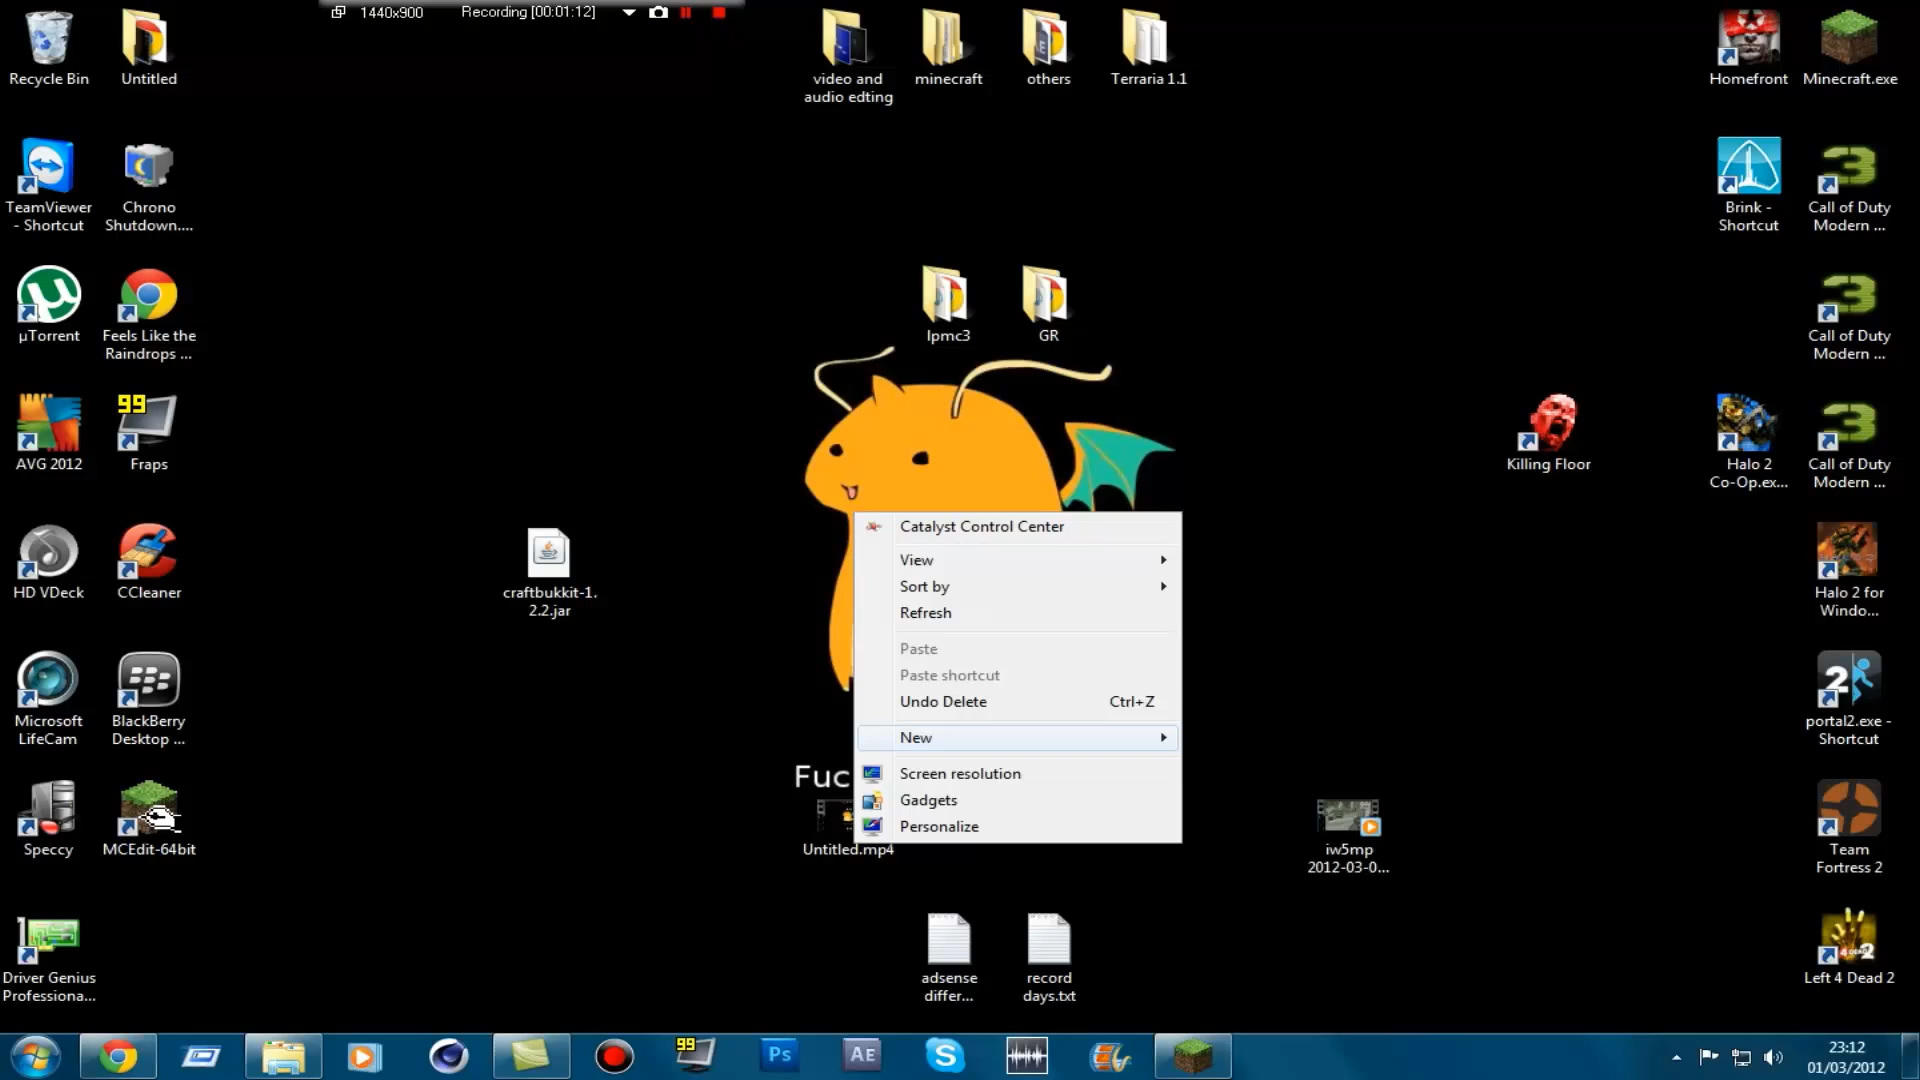 1440x900 Recording [00:01:12]
Recycle Bin
Untitled
video and
audio edting
minecraft
others
Terraria 1.1
Homefront
Minecraft.exe
TeamViewer
- Shortcut
Chrono
Shutdown....
Brink -
Shortcut
Call of Duty
Modern ...
µTorrent
Feels Like the
Raindrops ...
lpmc3
GR
Call of Duty
Modern ...
99
AVG 2012
Fraps
Killing Floor
Halo 2
Co-Op.ex...
Call of Duty
Modern ...
HD VDeck
CCleaner
craftbukkit-1.
2.2.jar
Halo 2 for
Windo...
Catalyst Control Center
View
Sort by
Refresh
Paste
Paste shortcut
Undo Delete Ctrl+Z
New
Screen resolution
Gadgets
Personalize
Microsoft
LifeCam
BlackBerry
Desktop ...
2
portal2.exe -
Shortcut
Fuc
Speccy
MCEdit-64bit
Untitled.mp4
iw5mp
2012-03-0...
Team
Fortress 2
Driver Genius
Professiona...
adsense
differ...
record
days.txt
Left 4 Dead 2
99
Ps
AE
23:12
01/03/2012